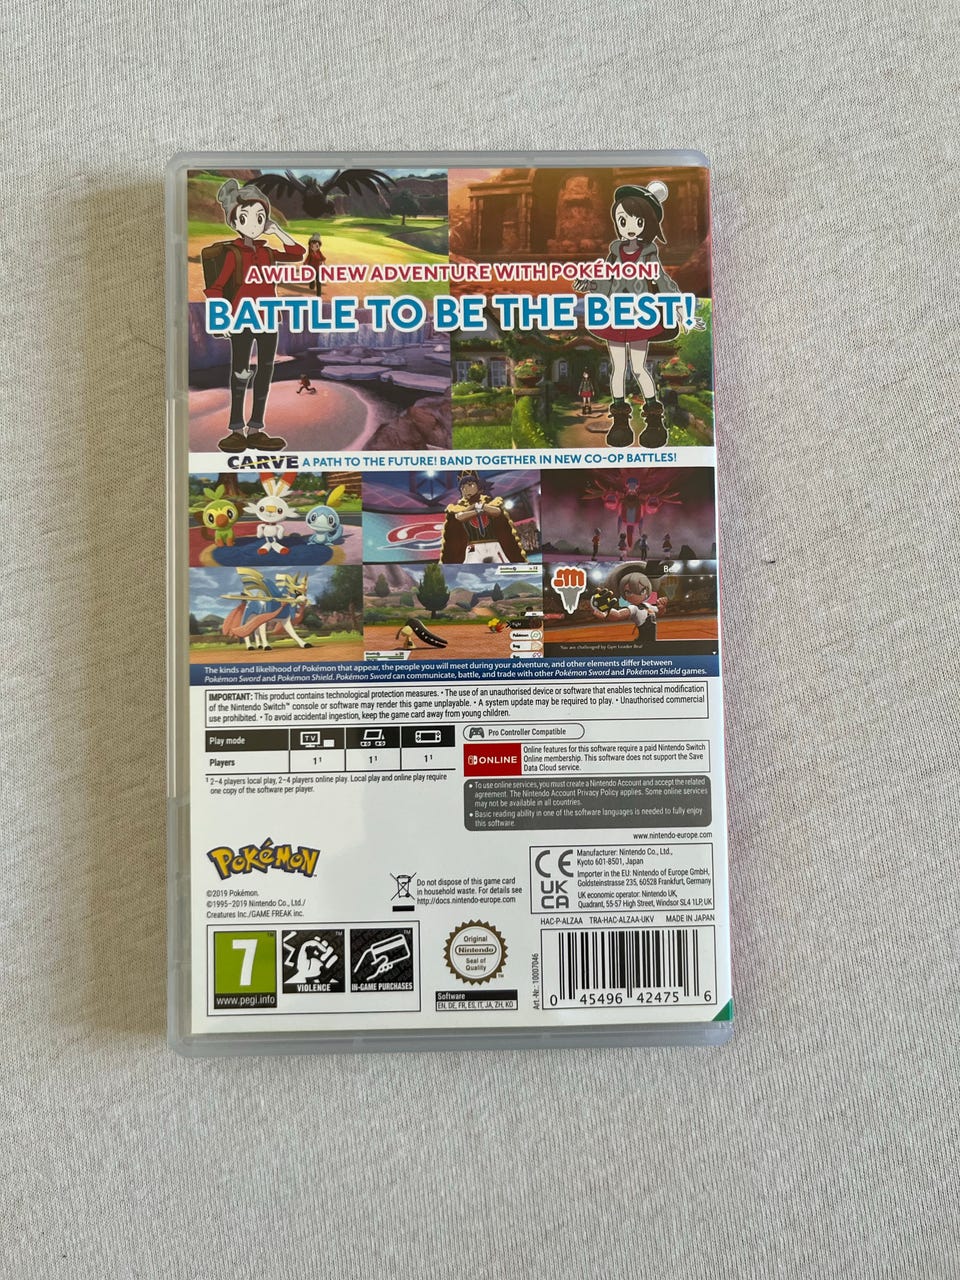 A WILD NEW ADVENTURE WITH POKÉMON!
BATTLE TO BE THE BEST!
CARVE A PATH TO THE FUTURE! BAND TOGETHER IN NEW CO-OP BATTLES!
Be
You are challenged by Gym Leader Bea!
The kinds and likelihood of Pokémon that appear, the people you will meet during your adventure, and other elements differ between
Pokémon Sword and Pokémon Shield. Pokémon Sword can communicate, battle, and trade with other Pokémon Sword and Pokémon Shield games.
IMPORTANT: This product contains technological protection measures. • The use of an unauthorised device or software that enables technical modification
of the Nintendo Switch™ console or software may render this game unplayable. • A system update may be required to play. • Unauthorised commercial
use prohibited. • To avoid accidental ingestion, keep the game card away from young children.
Play mode
TV
Players
1¹
1¹
1¹
¹ 2–4 players local play, 2–4 players online play. Local play and online play require
one copy of the software per player.
Pro Controller Compatible
ONLINE
Online features for this software require a paid Nintendo Switch
Online membership. This software does not support the Save
Data Cloud service.
• To use online services, you must create a Nintendo Account and accept the related
agreement. The Nintendo Account Privacy Policy applies. Some online services
may not be available in all countries.
• Basic reading ability in one of the software languages is needed to fully enjoy
this software.
www.nintendo-europe.com
POKéMON
™
©2019 Pokémon.
©1995–2019 Nintendo Co., Ltd./
Creatures Inc./GAME FREAK inc.
Do not dispose of this game card
in household waste. For details see
http://docs.nintendo-europe.com
CE
UK
CA
Manufacturer: Nintendo Co., Ltd.,
Kyoto 601-8501, Japan
Importer in the EU: Nintendo of Europe GmbH,
Goldsteinstrasse 235, 60528 Frankfurt, Germany
UK economic operator: Nintendo UK,
Quadrant, 55-57 High Street, Windsor SL4 1LP, UK
HAC-P-ALZAA TRA-HAC-ALZAA-UKV MADE IN JAPAN
7
™
www.pegi.info
™
VIOLENCE
™
IN-GAME PURCHASES
Original
Nintendo
Seal of
Quality
™
Software
EN, DE, FR, ES, IT, JA, ZH, KO
Art.-Nr.: 10007046
0 45496 42475 6